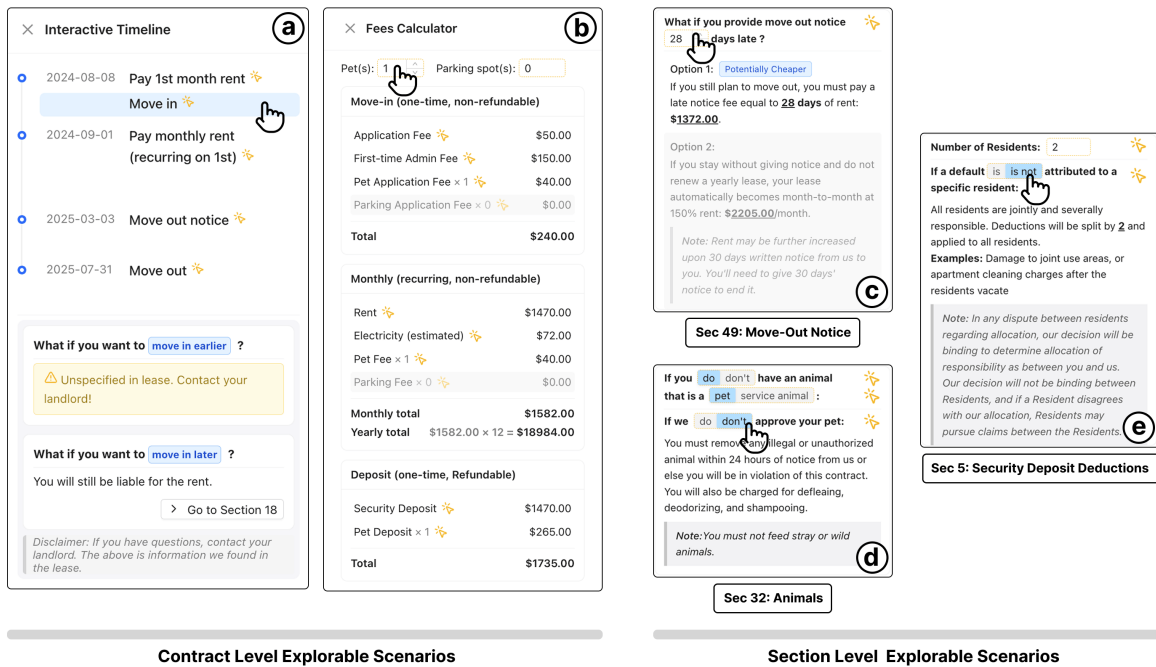 Interactive Timeline
a
2024-08-08 Pay 1st month rent
Move in
2024-09-01 Pay monthly rent
(recurring on 1st)
2025-03-03 Move out notice
2025-07-31 Move out
What if you want to move in earlier ?
Unspecified in lease. Contact your
landlord!
What if you want to move in later ?
You will still be liable for the rent.
> Go to Section 18
Disclaimer: If you have questions, contact your
landlord. The above is information we found in
the lease.
Fees Calculator
b
Pet(s): 1 Parking spot(s): 0
Move-in (one-time, non-refundable)
Application Fee $50.00
First-time Admin Fee $150.00
Pet Application Fee × 1 $40.00
Parking Application Fee × 0 $0.00
Total $240.00
Monthly (recurring, non-refundable)
Rent $1470.00
Electricity (estimated) $72.00
Pet Fee × 1 $40.00
Parking Fee × 0 $0.00
Monthly total $1582.00
Yearly total $1582.00 × 12 = $18984.00
Deposit (one-time, Refundable)
Security Deposit $1470.00
Pet Deposit × 1 $265.00
Total $1735.00
Contract Level Explorable Scenarios
What if you provide move out notice
28 days late ?
Option 1: Potentially Cheaper
If you still plan to move out, you must pay a
late notice fee equal to 28 days of rent:
$1372.00.
Option 2:
If you stay without giving notice and do not
renew a yearly lease, your lease
automatically becomes month-to-month at
150% rent: $2205.00/month.
Note: Rent may be further increased
upon 30 days written notice from us to
you. You'll need to give 30 days'
notice to end it.
c
Sec 49: Move-Out Notice
If you do don't have an animal
that is a pet service animal :
If we do don't approve your pet:
You must remove any illegal or unauthorized
animal within 24 hours of notice from us or
else you will be in violation of this contract.
You will also be charged for defleaing,
deodorizing, and shampooing.
Note:You must not feed stray or wild
animals.
d
Sec 32: Animals
Number of Residents: 2
If a default is is not attributed to a
specific resident:
All residents are jointly and severally
responsible. Deductions will be split by 2 and
applied to all residents.
Examples: Damage to joint use areas, or
apartment cleaning charges after the
residents vacate
Note: In any dispute between residents
regarding allocation, our decision will be
binding to determine allocation of
responsibility as between you and us.
Our decision will not be binding between
Residents, and if a Resident disagrees
with our allocation, Residents may
pursue claims between the Residents.
e
Sec 5: Security Deposit Deductions
Section Level Explorable Scenarios